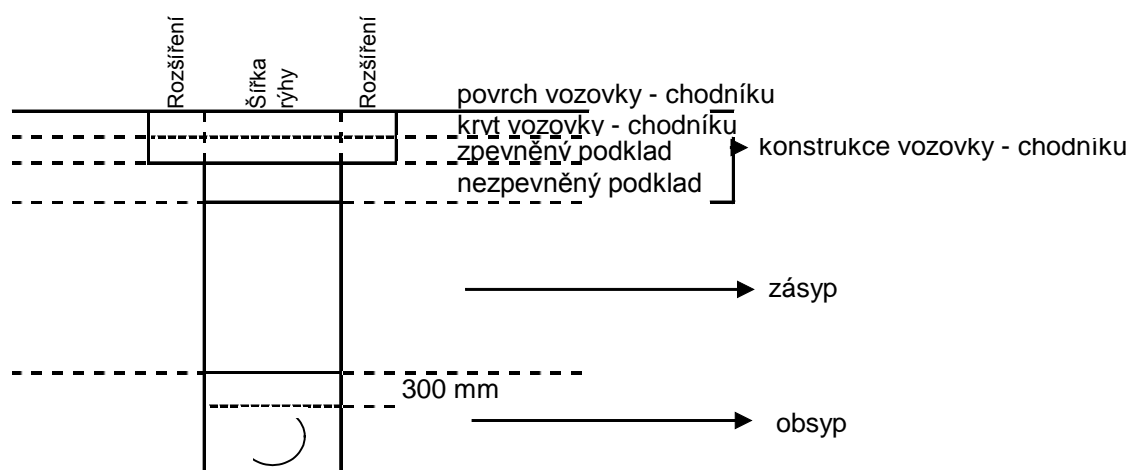 Rozšíření
Šířka
rýhy
Rozšíření
povrch vozovky - chodníku
kryt vozovky - chodníku
zpevněný podklad
konstrukce vozovky - chodníku
nezpevněný podklad
zásyp
300 mm
obsyp